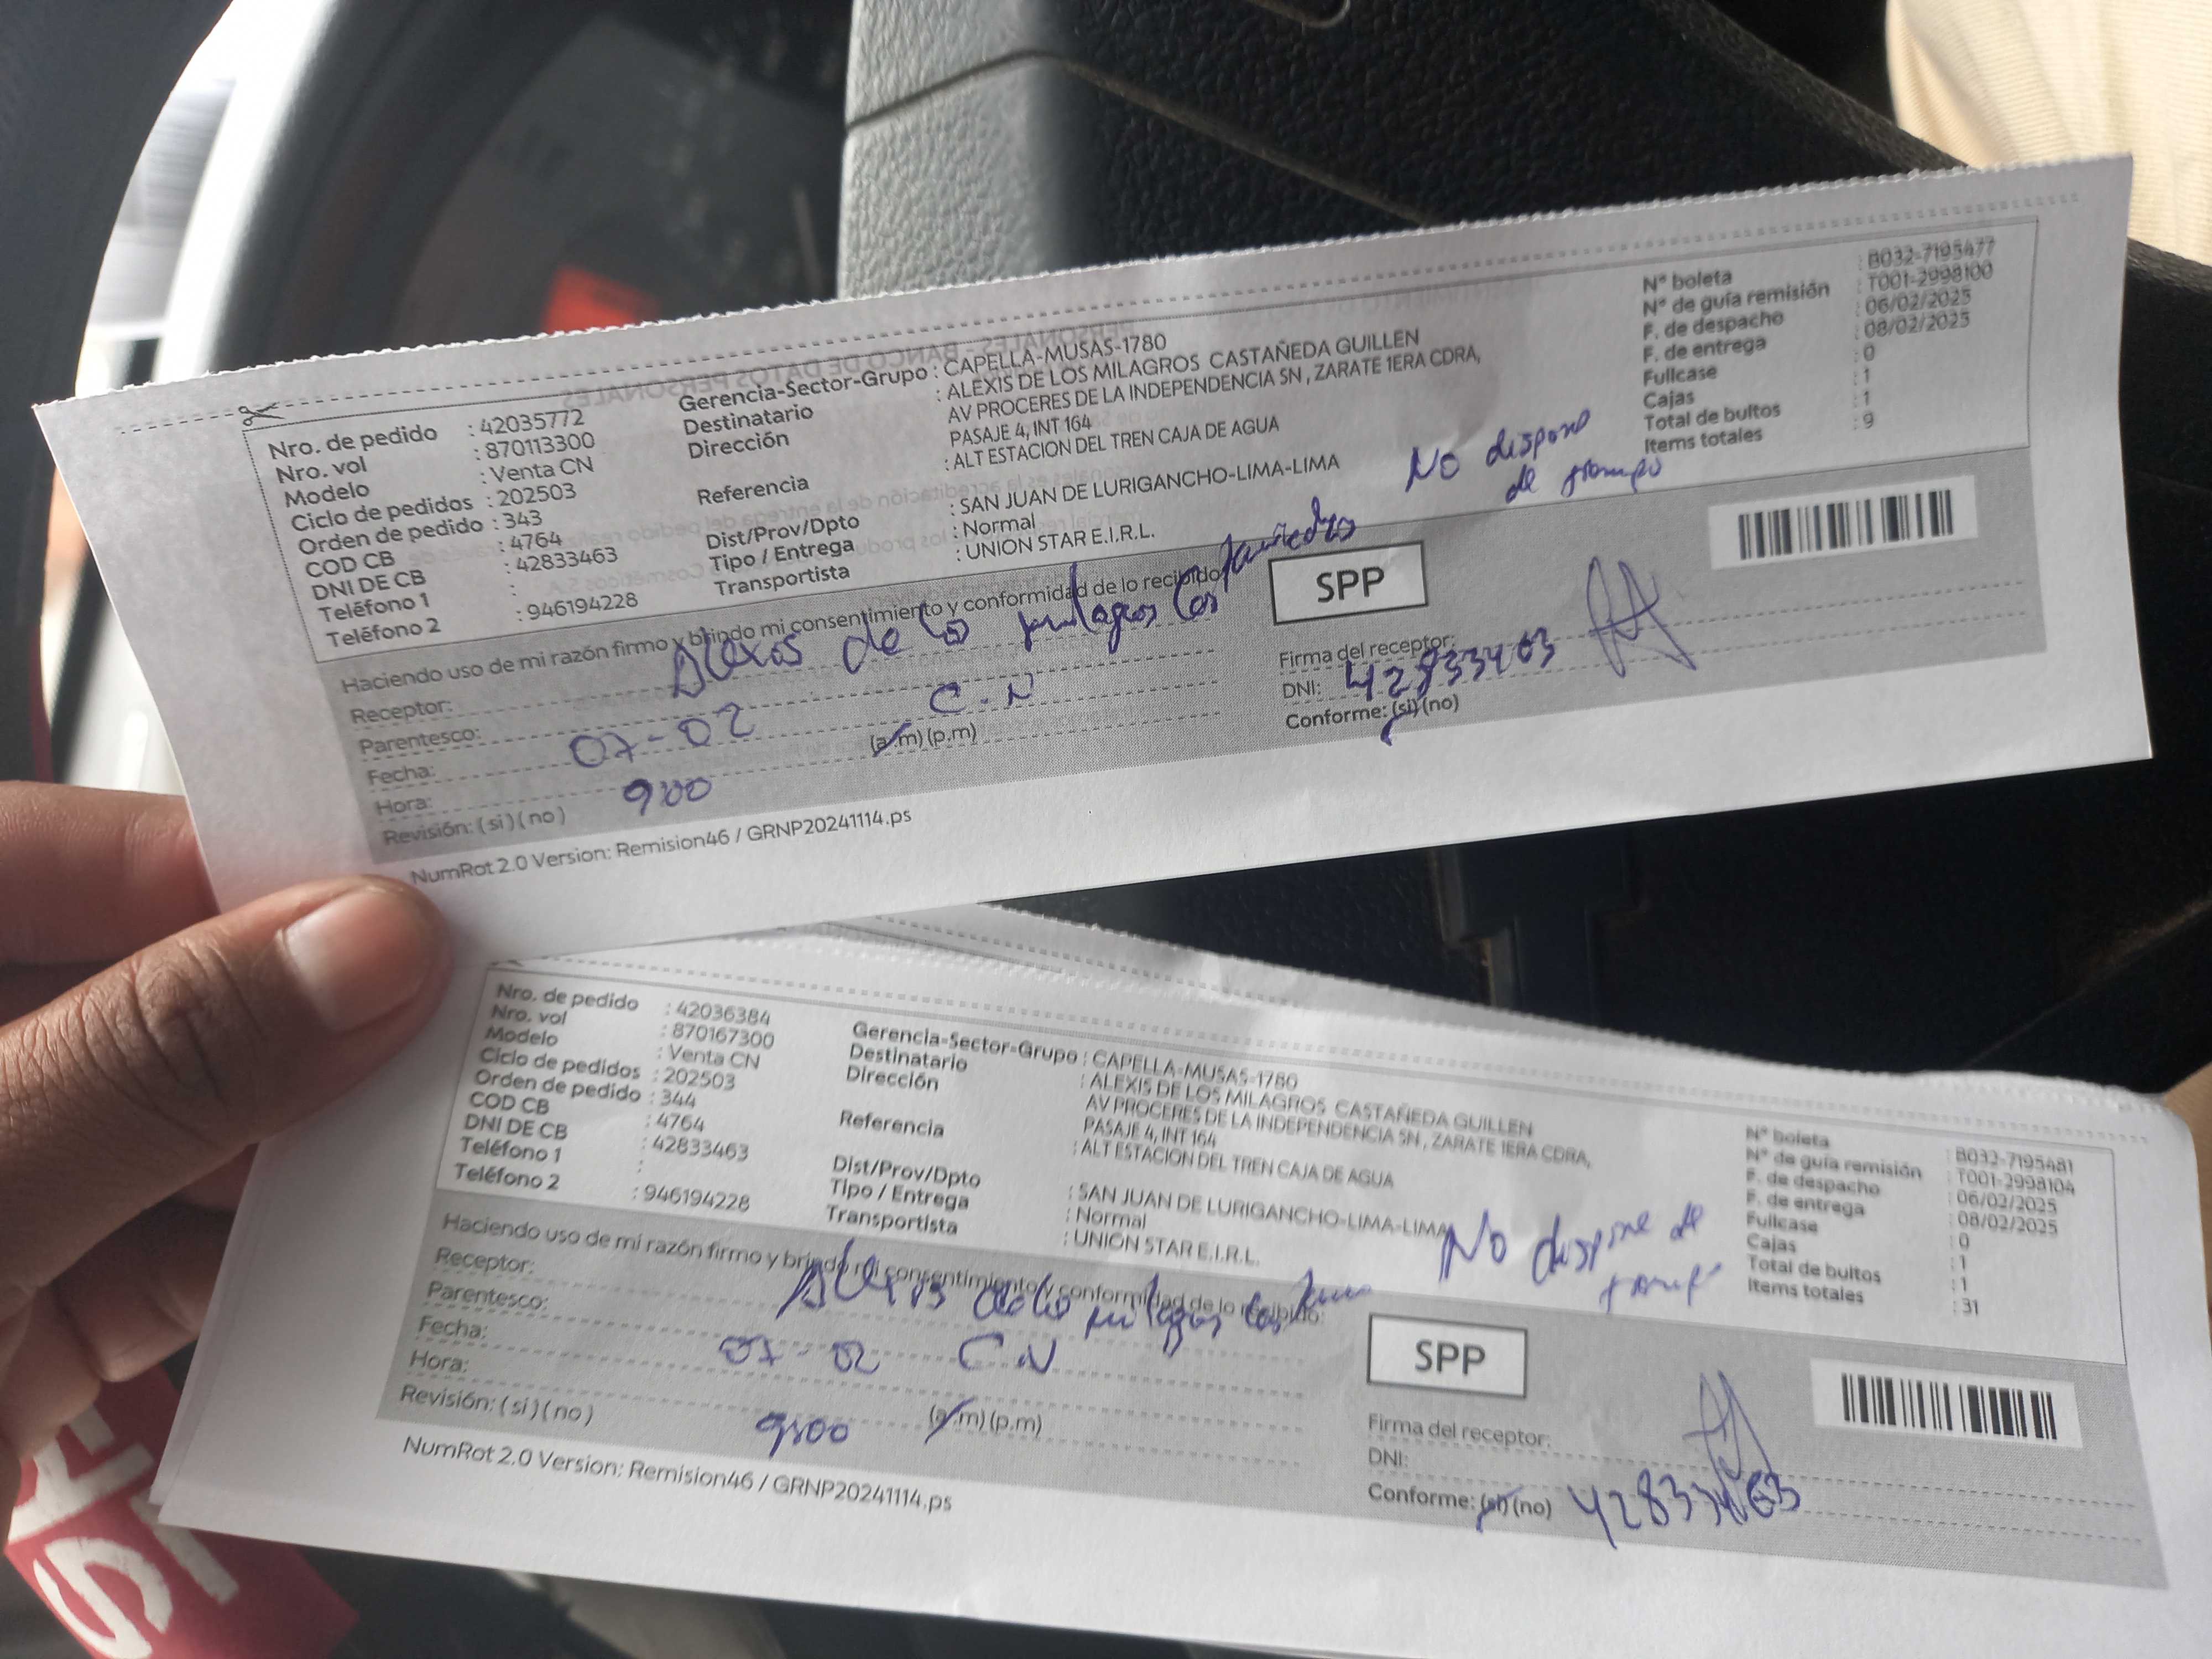 Nro. de pedido : 42035772
Nro. vol : 870113300
Modelo : Venta CN
Ciclo de pedidos : 202503
Orden de pedido : 343
COD CB : 4764
DNI DE CB : 42833463
Teléfono 1 :
Teléfono 2 : 946194228
Gerencia-Sector-Grupo : CAPELLA-MUSAS-1780
Destinatario : ALEXIS DE LOS MILAGROS CASTAÑEDA GUILLEN
Dirección AV PROCERES DE LA INDEPENDENCIA SN , ZARATE 1ERA CDRA,
PASAJE 4, INT 164
Referencia : ALT ESTACION DEL TREN CAJA DE AGUA
Dist/Prov/Dpto : SAN JUAN DE LURIGANCHO-LIMA-LIMA
Tipo / Entrega : Normal
Transportista : UNION STAR E.I.R.L.
N° boleta : B032-7195477
N° de guía remisión : T001-2998100
F. de despacho : 06/02/2025
F. de entrega : 08/02/2025
Fullcase : 0
Cajas : 1
Total de bultos : 1
Items totales : 9
No dispone
de tiempo
Haciendo uso de mi razón firmo y brindo mi consentimiento y conformidad de lo recibido
Receptor: Alexis de los milagros
Parentesco: C.N
Fecha: 07-02
Hora: 9:00 (a.m) (p.m)
Revisión: ( si ) ( no )
SPP
Firma del receptor:
DNI: 42833463
Conforme: (si) (no)
NumRot 2.0 Version: Remision46 / GRNP20241114.ps
Nro. de pedido : 42036384
Nro. vol : 870167300
Modelo : Venta CN
Ciclo de pedidos : 202503
Orden de pedido : 344
COD CB : 4764
DNI DE CB : 42833463
Teléfono 1 :
Teléfono 2 : 946194228
Gerencia-Sector-Grupo : CAPELLA-MUSAS-1780
Destinatario : ALEXIS DE LOS MILAGROS CASTAÑEDA GUILLEN
Dirección AV PROCERES DE LA INDEPENDENCIA SN , ZARATE 1ERA CDRA,
PASAJE 4, INT 164
Referencia : ALT ESTACION DEL TREN CAJA DE AGUA
Dist/Prov/Dpto : SAN JUAN DE LURIGANCHO-LIMA-LIMA
Tipo / Entrega : Normal
Transportista : UNION STAR E.I.R.L.
N° boleta : B032-7195481
N° de guía remisión : T001-2998104
F. de despacho : 06/02/2025
F. de entrega : 08/02/2025
Fullcase : 0
Cajas : 1
Total de bultos : 1
Items totales : 31
No dispone de
Haciendo uso de mi razón firmo y brindo mi consentimiento y conformidad de lo recibido:
Receptor: Alexis milagros
Parentesco: C N
Fecha: 07-02
Hora: 9:00 (a.m) (p.m)
Revisión: ( si ) ( no )
SPP
Firma del receptor:
DNI:
Conforme: (si) (no) 42833463
NumRot 2.0 Version: Remision46 / GRNP20241114.ps